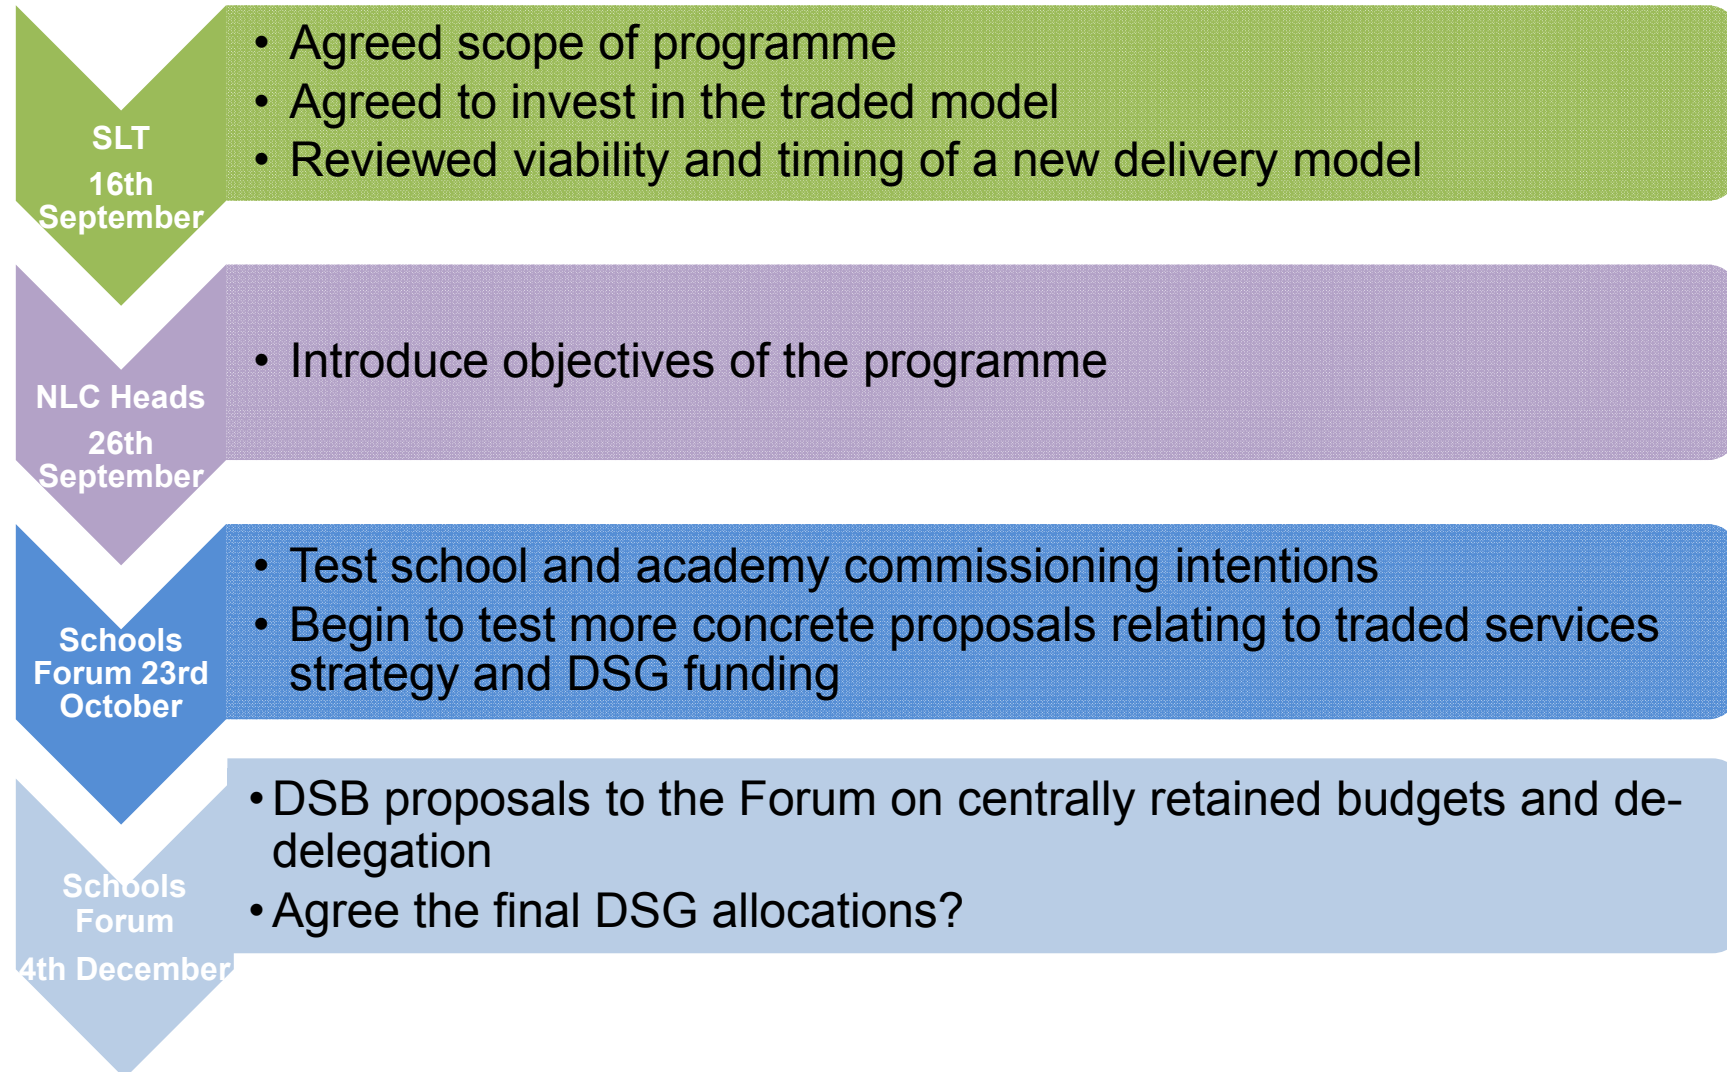 SLT
16th
September
• Agreed scope of programme
• Agreed to invest in the traded model
• Reviewed viability and timing of a new delivery model
NLC Heads
26th
September
• Introduce objectives of the programme
Schools
Forum 23rd
October
• Test school and academy commissioning intentions
• Begin to test more concrete proposals relating to traded services
strategy and DSG funding
Schools
Forum
4th December
• DSB proposals to the Forum on centrally retained budgets and de-
delegation
• Agree the final DSG allocations?